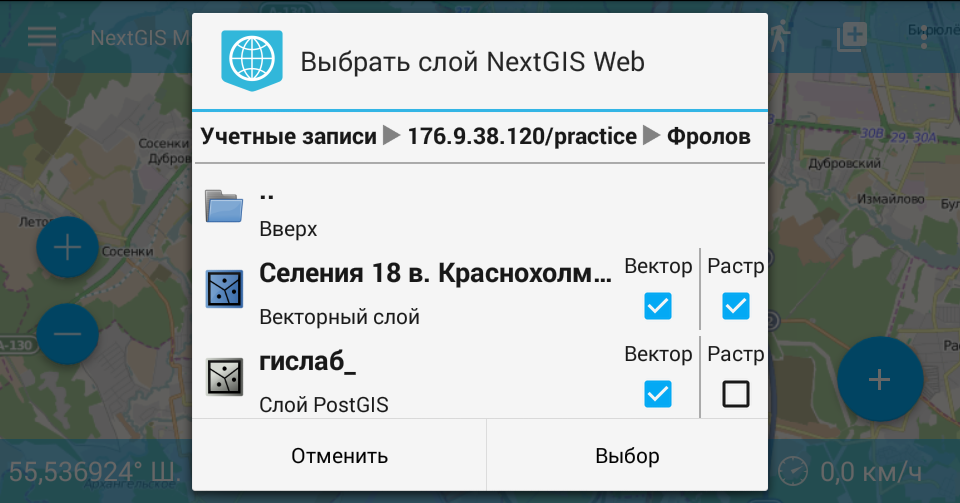 А-130
Бирюлё
NextGIS M
Выбрать слой NextGIS Web
Учетные записи 176.9.38.120/practice Фролов
30В 29, 30А
Сосенки
Дубров
Дубровский
..
Вверх
Измайлово
Летов
Бул
Сосенки
Селения 18 в. Краснохолм...
Вектор Растр
Векторный слой
А-130
гислаб_
Вектор Растр
Слой PostGIS
Отменить Выбор
55,536924° Ш.
0,0 км/ч
Архангельское